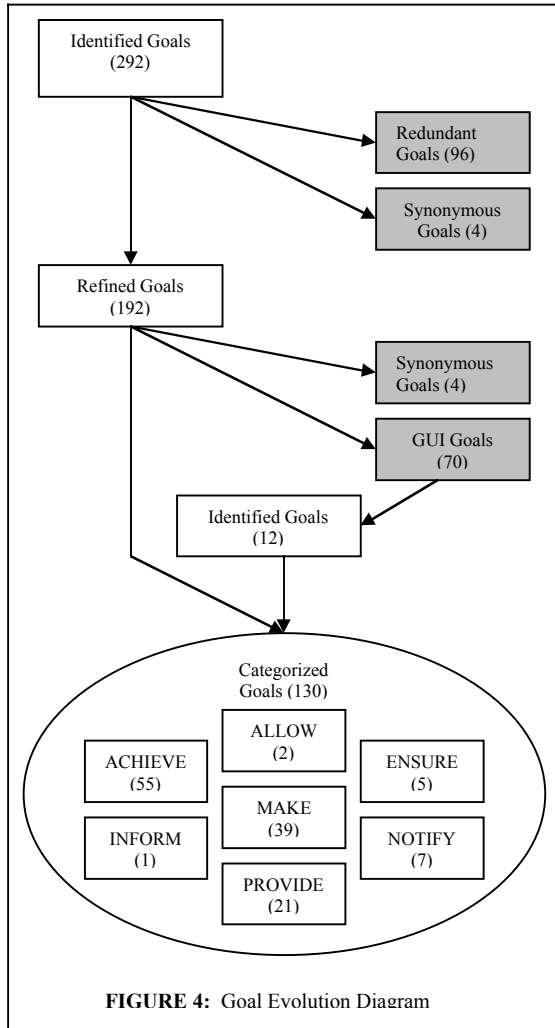 Identified Goals
(292)
Redundant
Goals (96)
Synonymous
Goals (4)
Refined Goals
(192)
Synonymous
Goals (4)
GUI Goals
(70)
Identified Goals
(12)
Categorized
Goals (130)
ALLOW
(2)
ACHIEVE
(55)
ENSURE
(5)
MAKE
(39)
INFORM
(1)
NOTIFY
(7)
PROVIDE
(21)
FIGURE 4: Goal Evolution Diagram